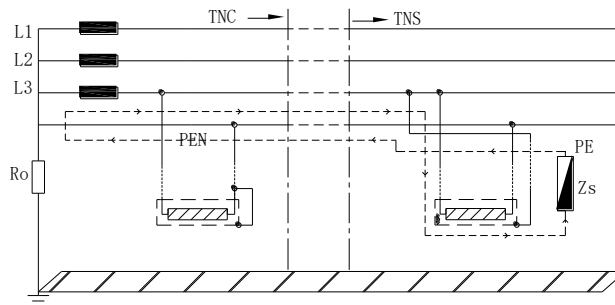 TNC TNS
L1
L2
L3
PEN PE
Ro Zs